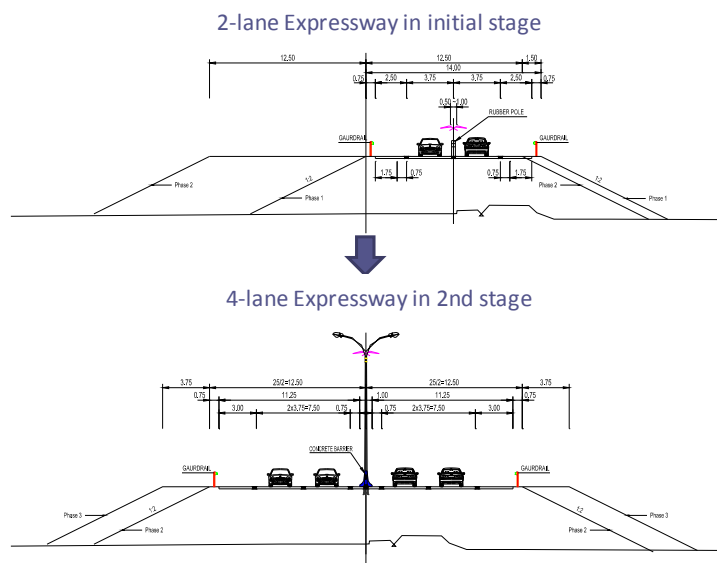 2-lane Expressway in initial stage
12.50 12.50 1.50
14.00
0.75 2.50 3.75 3.75 2.50 0.75
0.50 ~1.00
RUBBER POLE
GAURDRAIL GAURDRAIL
1:2 1.75 0.75 0.75 1.75 1:2
Phase 2 Phase 1 Phase 2 Phase 1
4-lane Expressway in 2nd stage
3.75 25/2=12.50 25/2=12.50 3.75
0.75 11.25 1.00 11.25 0.75
3.00 2x3.75=7.50 0.75 0.75 2x3.75=7.50 3.00
CONCRETE BARRIER
GAURDRAIL GAURDRAIL
Phase 3 1:2 Phase 2 1:2 Phase 3
Phase 2